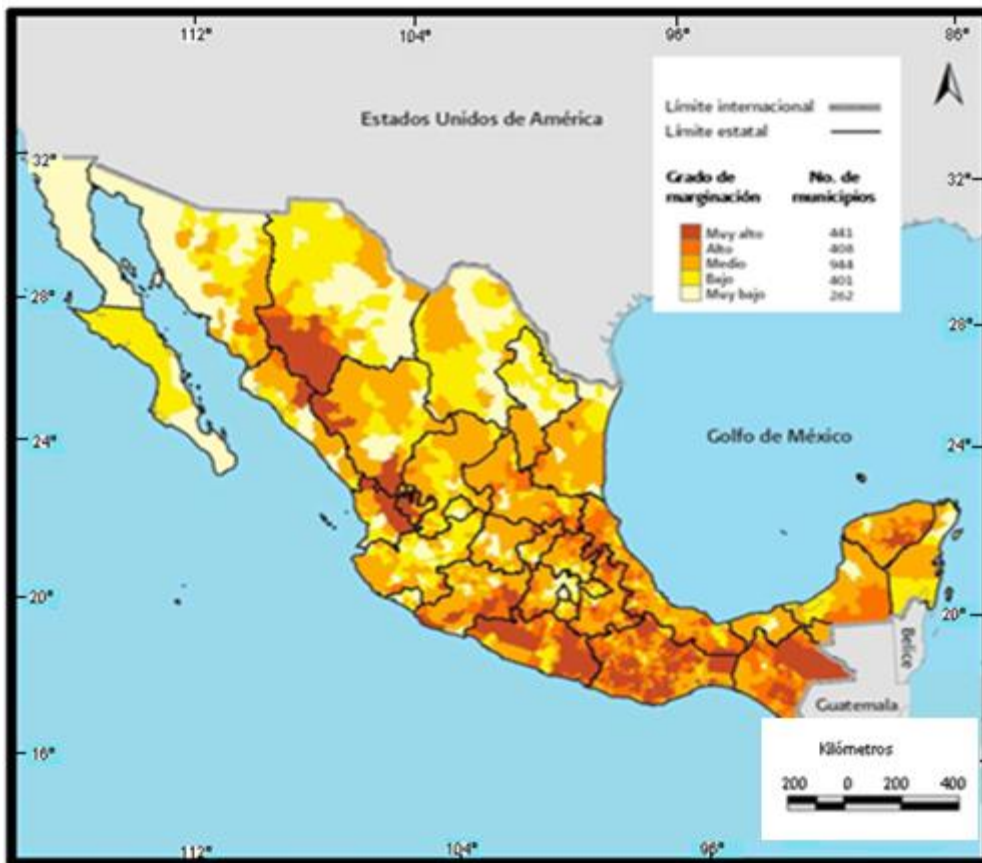 112°
104°
96°
86°
Estados Unidos de América
Límite internacional
Límite estatal
Grado de marginación
No. de municipios
Muy alto 441
Alto 408
Medio 944
Bajo 401
Muy bajo 262
32°
32°
28°
28°
24°
24°
Golfo de México
20°
20°
Belice
Guatemala
16°
Kilómetros
200 0 200 400
112°
104°
96°